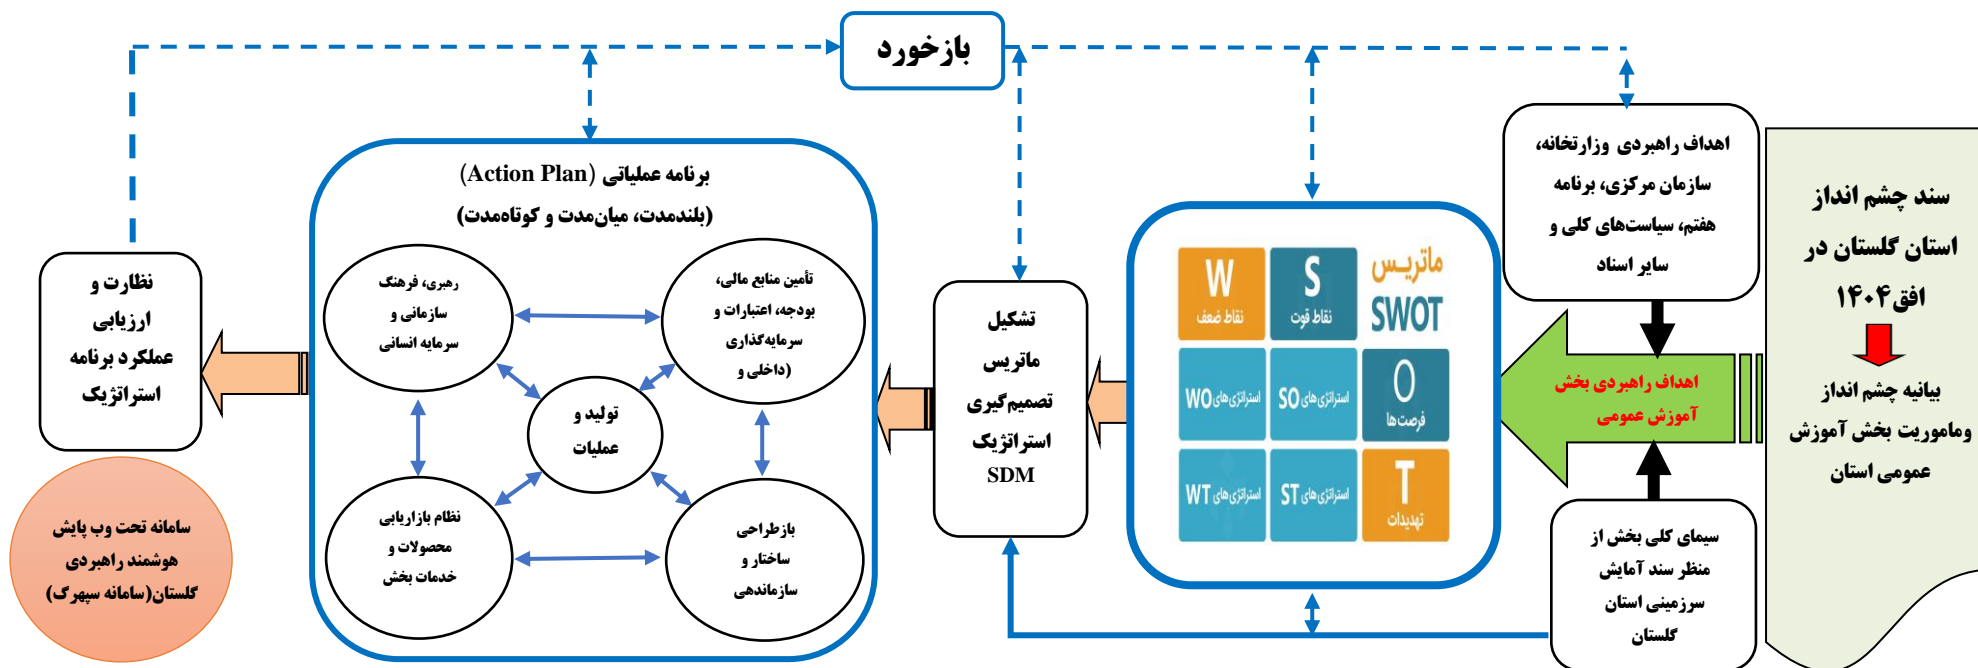 بازخورد
سند چشم انداز
استان گلستان در
افق۱۴۰۴
بیانیه چشم انداز
وماموریت بخش آموزش
عمومی استان
اهداف راهبردی وزارتخانه،
سازمان مرکزی، برنامه
هفتم، سیاست‌های کلی و
سایر اسناد
اهداف راهبردی بخش
آموزش عمومی
سیمای کلی بخش از
منظر سند آمایش
سرزمینی استان
گلستان
ماتریس
SWOT
S
نقاط قوت
W
نقاط ضعف
O
فرصت‌ها
استراتژی‌های SO
استراتژی‌های WO
T
تهدیدات
استراتژی‌های ST
استراتژی‌های WT
تشکیل
ماتریس
تصمیم‌گیری
استراتژیک
SDM
برنامه عملیاتی (Action Plan)
(بلندمدت، میان‌مدت و کوتاه‌مدت)
تأمین منابع مالی،
بودجه، اعتبارات و
سرمایه‌گذاری
(داخلی و
رهبری، فرهنگ
سازمانی و
سرمایه انسانی
تولید و
عملیات
بازطراحی
ساختار و
سازماندهی
نظام بازاریابی
محصولات و
خدمات بخش
نظارت و
ارزیابی
عملکرد برنامه
استراتژیک
سامانه تحت وب پایش
هوشمند راهبردی
گلستان(سامانه سپهرک)